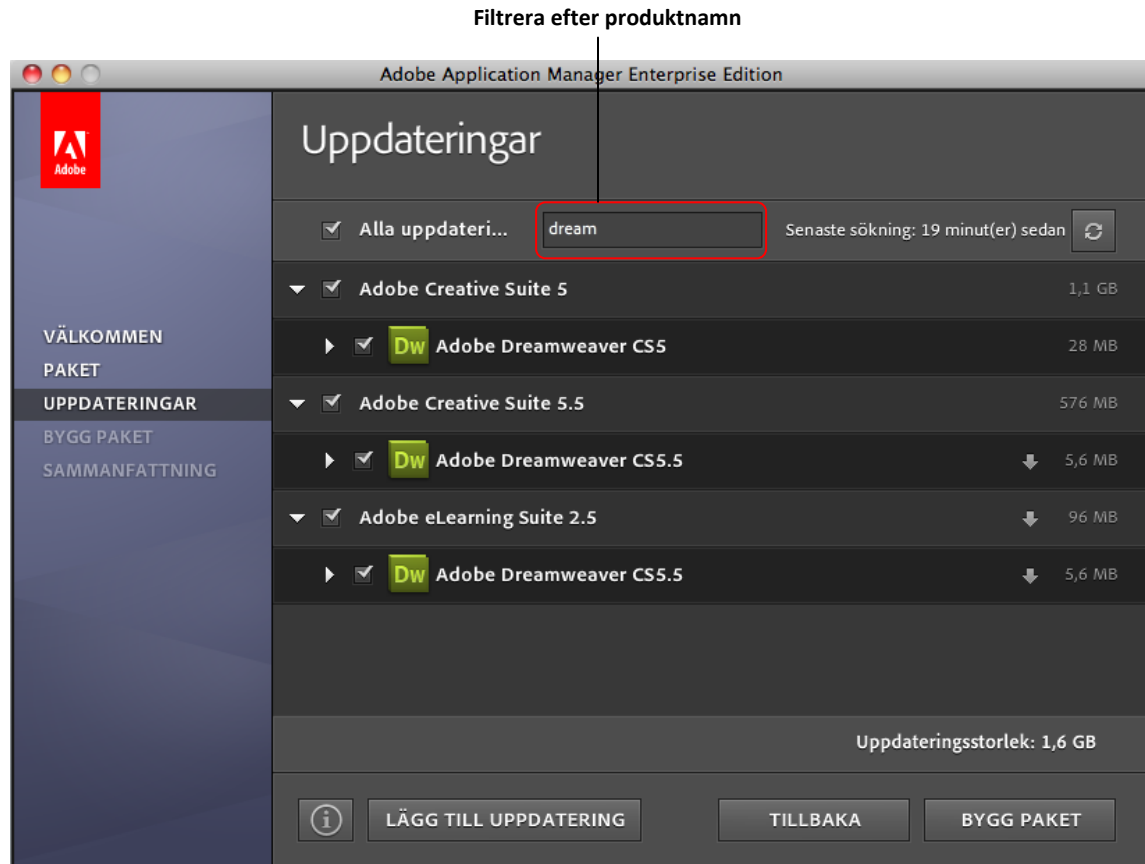 Filtrera efter produktnamn
Adobe Application Manager Enterprise Edition
Adobe
Uppdateringar
Alla uppdateri...
dream
Senaste sökning: 19 minut(er) sedan
Adobe Creative Suite 5
1,1 GB
Dw Adobe Dreamweaver CS5
28 MB
Adobe Creative Suite 5.5
576 MB
Dw Adobe Dreamweaver CS5.5
5,6 MB
Adobe eLearning Suite 2.5
96 MB
Dw Adobe Dreamweaver CS5.5
5,6 MB
VÄLKOMMEN
PAKET
UPPDATERINGAR
BYGG PAKET
SAMMANFATTNING
Uppdateringsstorlek: 1,6 GB
i
LÄGG TILL UPPDATERING
TILLBAKA
BYGG PAKET